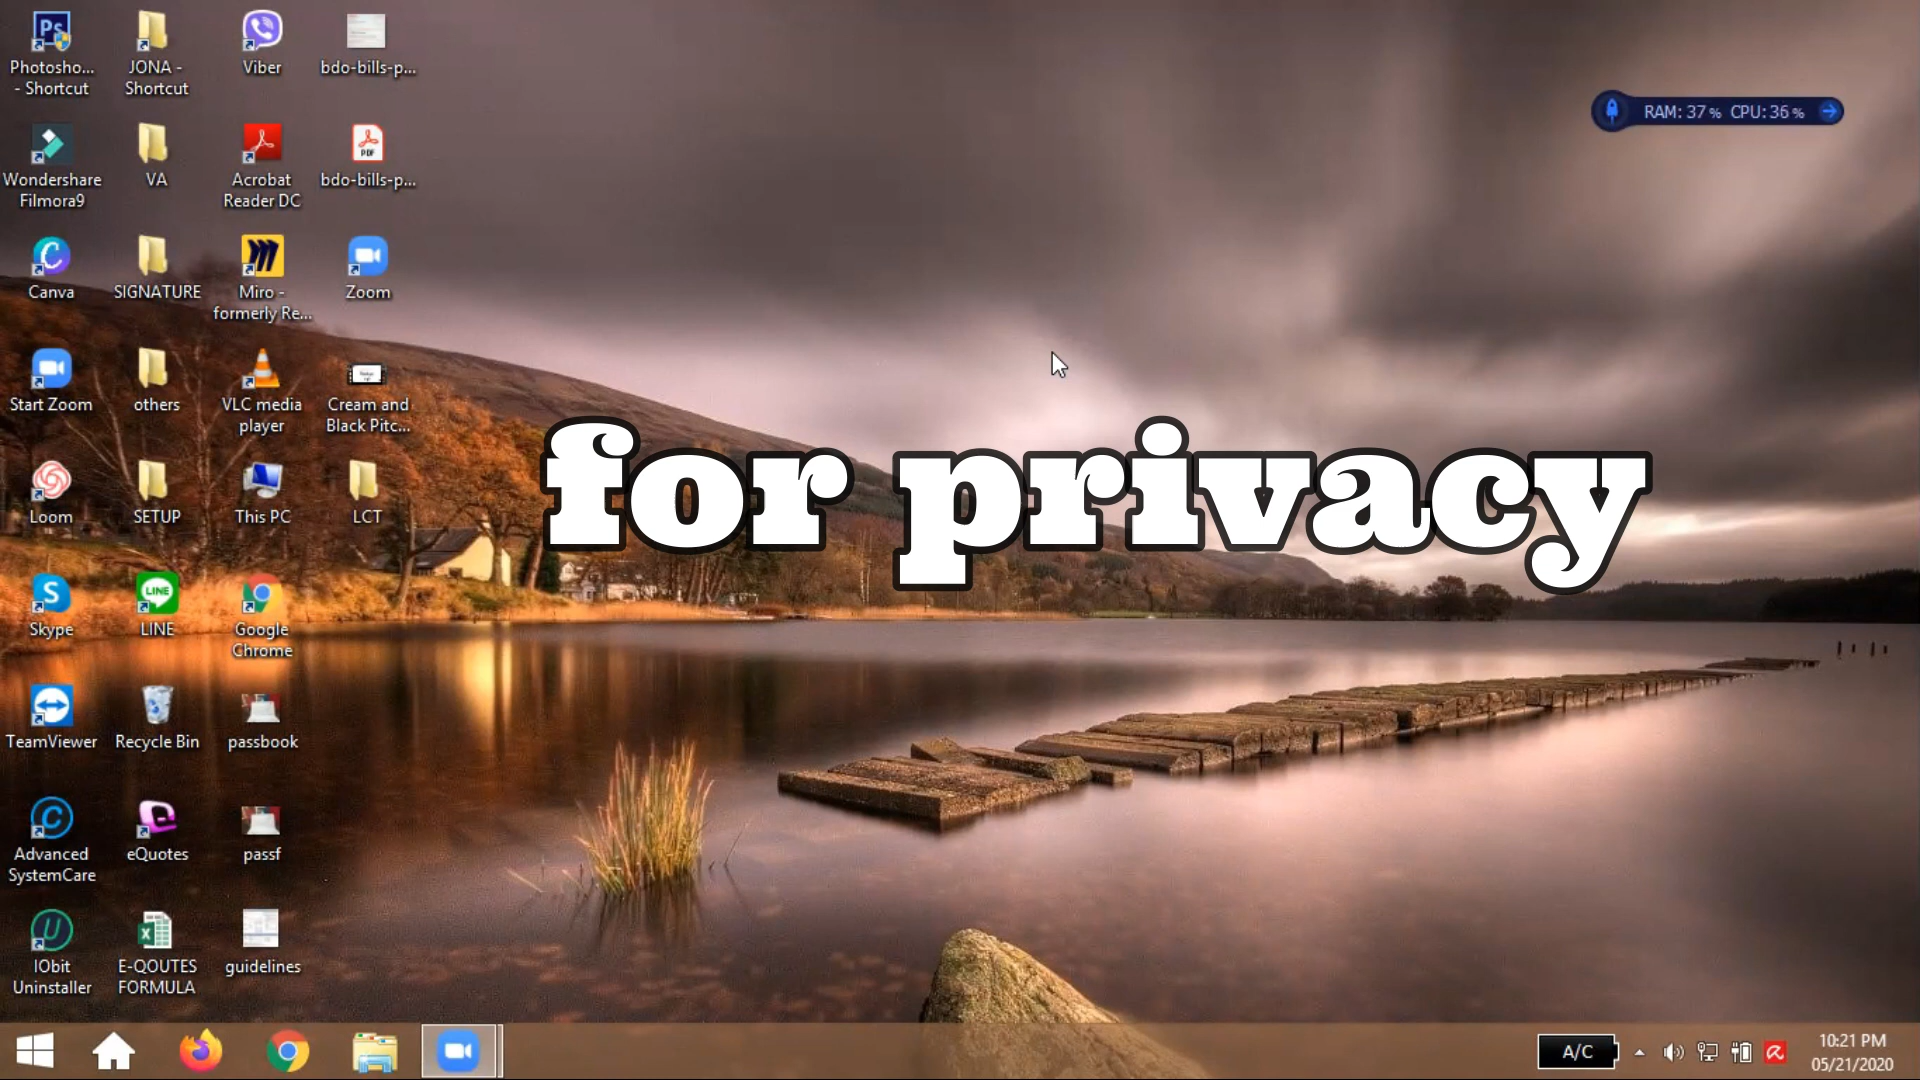 Photosho...
- Shortcut
JONA -
Shortcut
Viber
bdo-bills-p...
Wondershare
Filmora9
VA
Acrobat
Reader DC
bdo-bills-p...
Canva
SIGNATURE
Miro -
formerly Re...
Zoom
Start Zoom
others
VLC media
player
Cream and
Black Pitc...
Loom
SETUP
This PC
LCT
Skype
LINE
Google
Chrome
TeamViewer
Recycle Bin
passbook
Advanced
SystemCare
eQuotes
passf
IObit
Uninstaller
E-QOUTES
FORMULA
guidelines
RAM: 37 % CPU: 36 %
for privacy
A/C
10:21 PM
05/21/2020
Ps
PDF
LINE